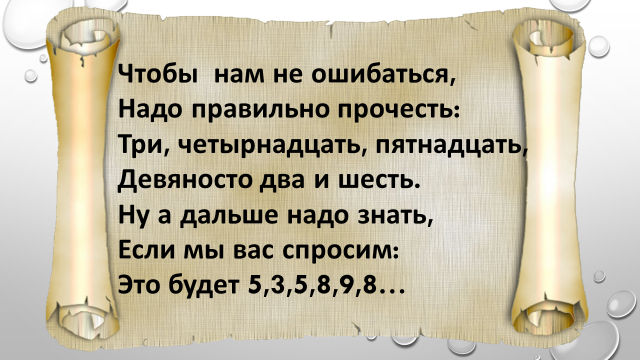 Чтобы  нам не ошибаться,
Надо правильно прочесть:
Три, четырнадцать, пятнадцать,
Девяносто два и шесть.
Ну а дальше надо знать,
Если мы вас спросим:
Это будет 5,3,5,8,9,8…